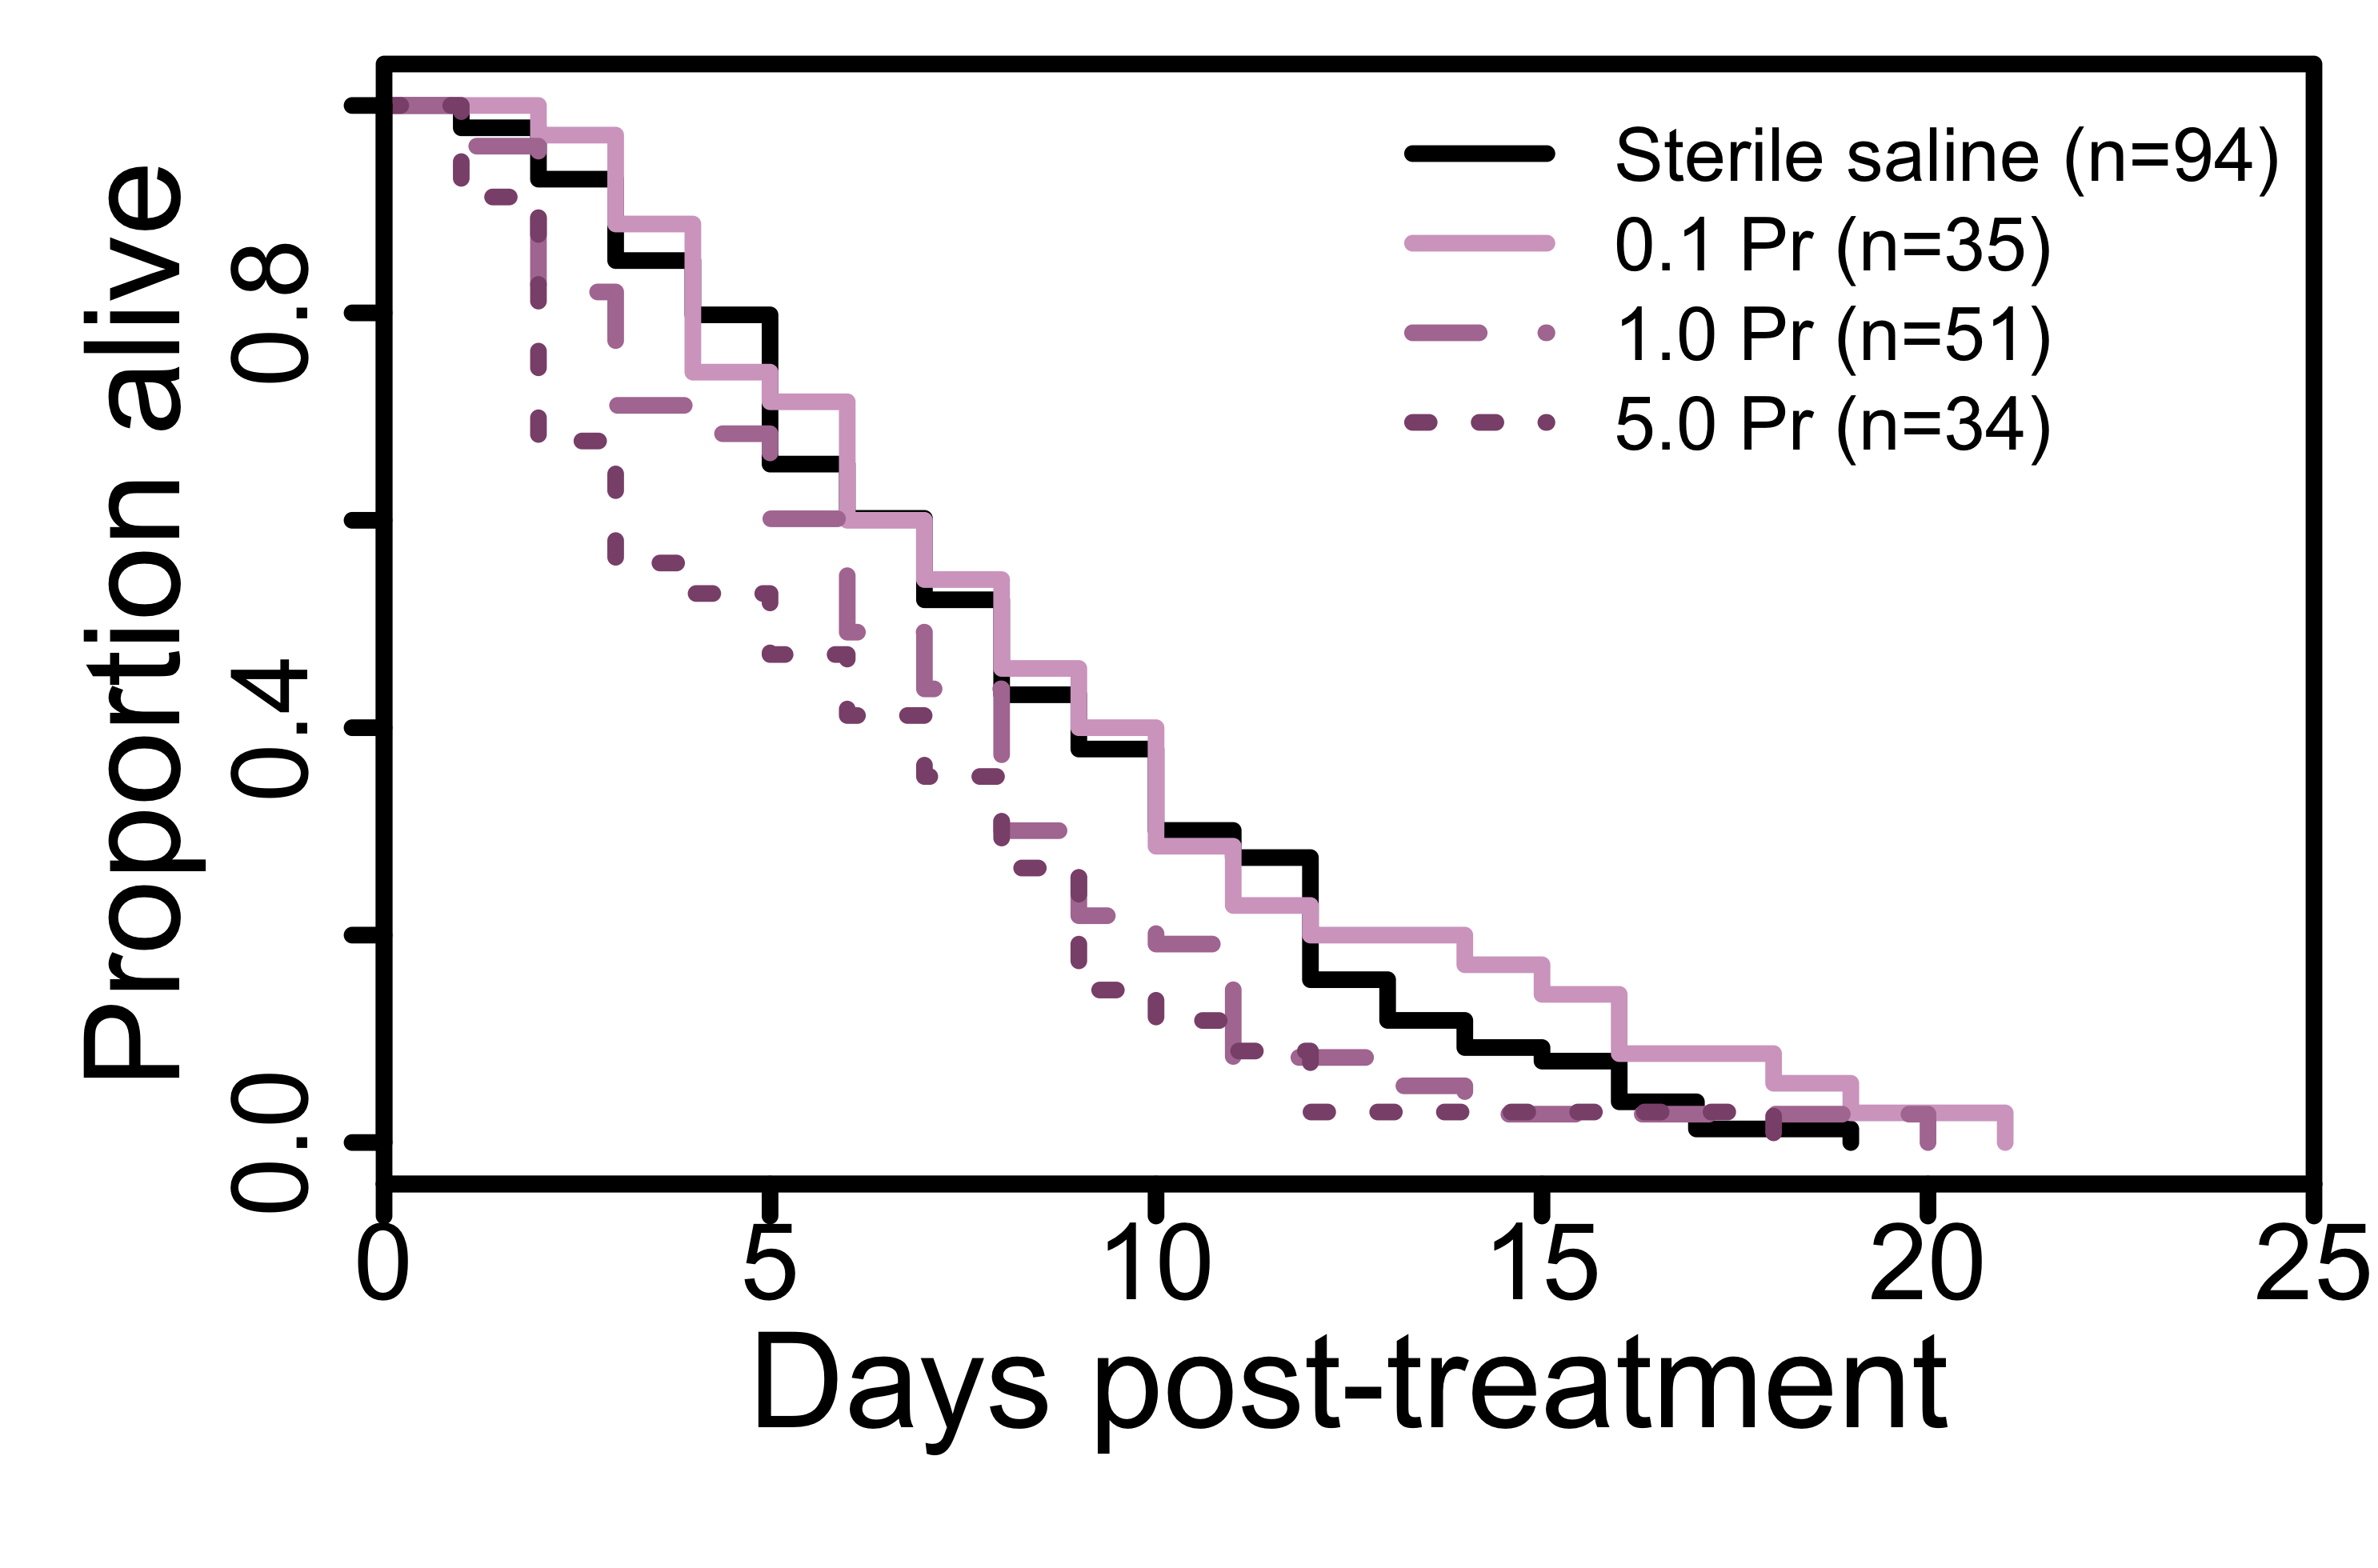 Proportion alive
0.8
0.4
0.0
Sterile saline (n=94)
0.1 Pr (n=35)
1.0 Pr (n=51)
5.0 Pr (n=34)
0 5 10 15 20 25
Days post-treatment